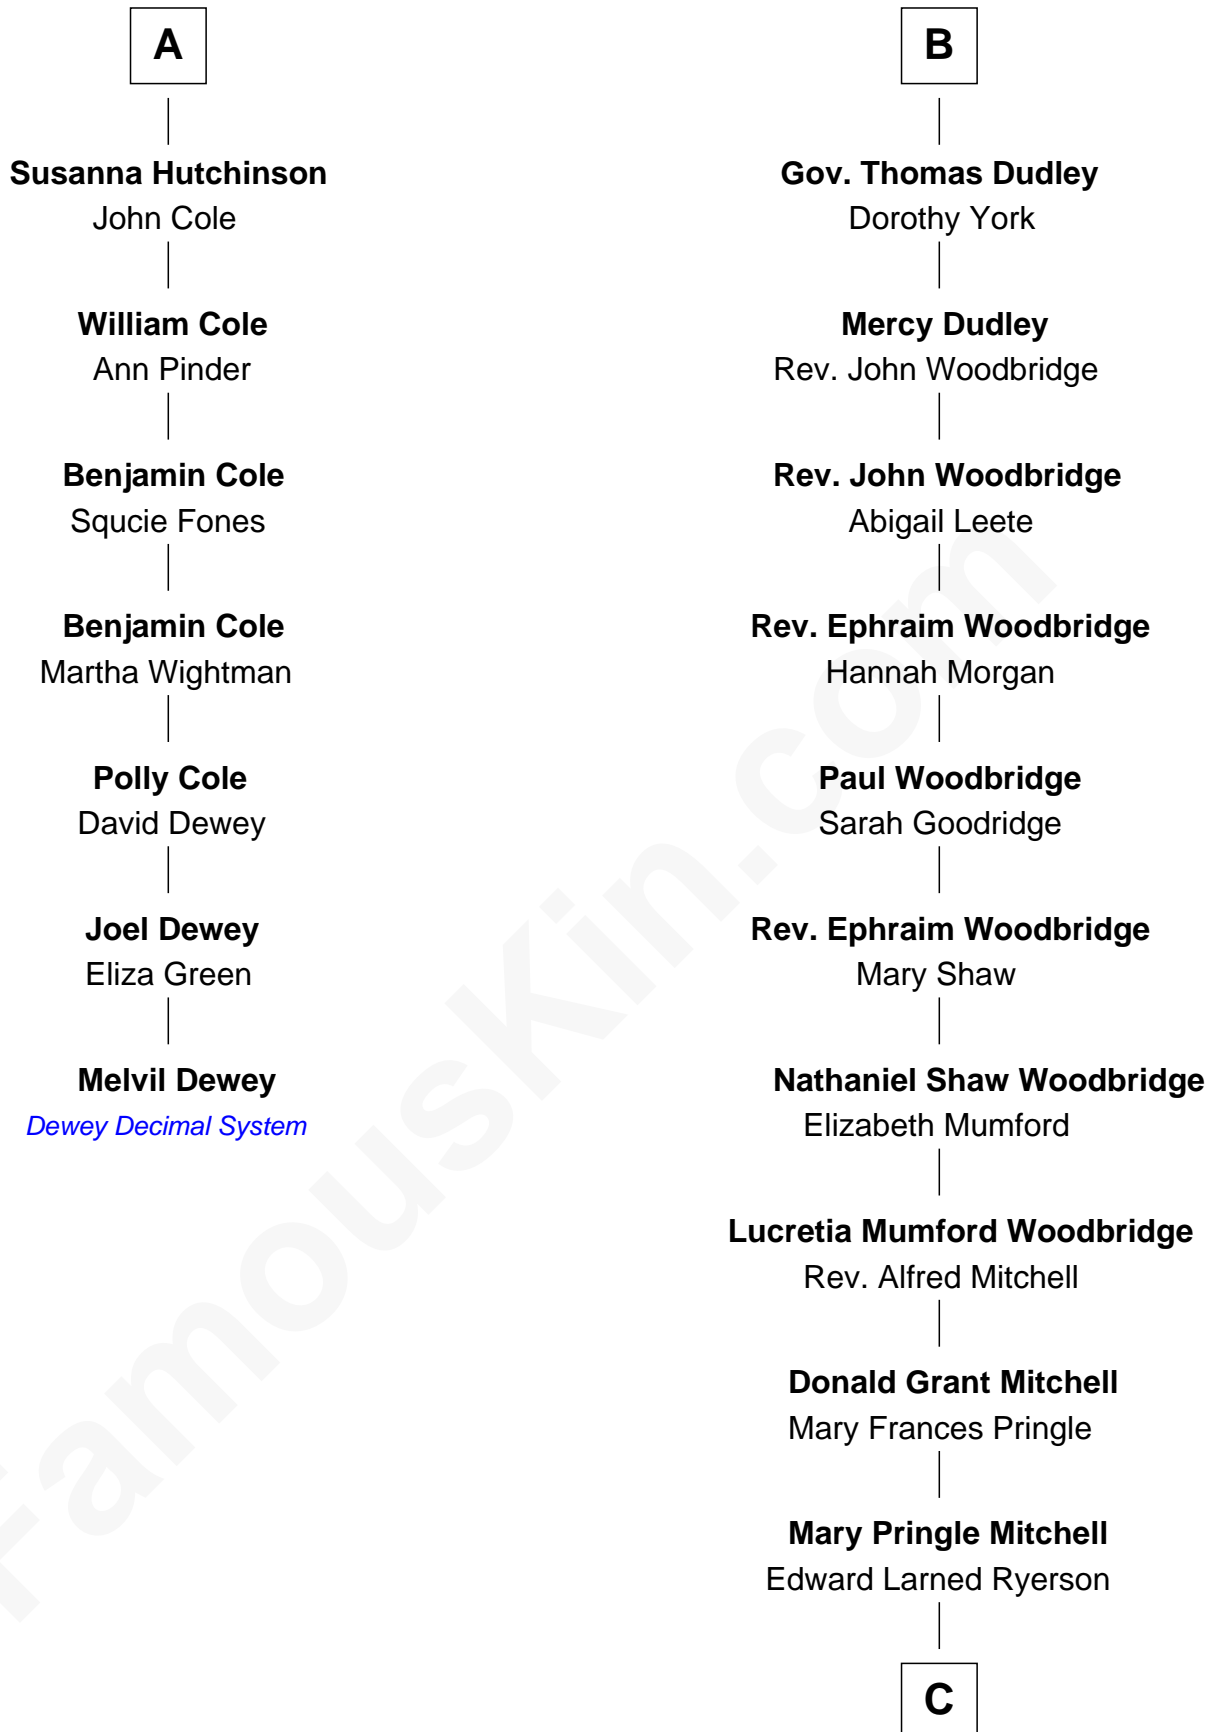 A
Susanna Hutchinson
John Cole
William Cole
Ann Pinder
Benjamin Cole
Squcie Fones
Benjamin Cole
Martha Wightman
Polly Cole
David Dewey
Joel Dewey
Eliza Green
Melvil Dewey
Dewey Decimal System
B
Gov. Thomas Dudley
Dorothy York
Mercy Dudley
Rev. John Woodbridge
Rev. John Woodbridge
Abigail Leete
Rev. Ephraim Woodbridge
Hannah Morgan
Paul Woodbridge
Sarah Goodridge
Rev. Ephraim Woodbridge
Mary Shaw
Nathaniel Shaw Woodbridge
Elizabeth Mumford
Lucretia Mumford Woodbridge
Rev. Alfred Mitchell
Donald Grant Mitchell
Mary Frances Pringle
Mary Pringle Mitchell
Edward Larned Ryerson
C
FamousKin.com